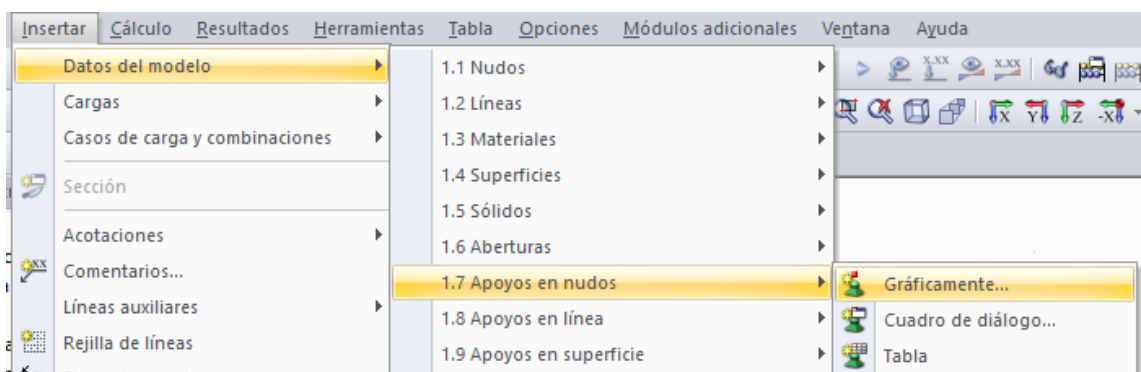 Insertar Cálculo Resultados Herramientas Tabla Opciones Módulos adicionales Ventana Ayuda
Datos del modelo
Cargas
Casos de carga y combinaciones
Sección
Acotaciones
Comentarios...
Líneas auxiliares
Rejilla de líneas
1.1 Nudos
1.2 Líneas
1.3 Materiales
1.4 Superficies
1.5 Sólidos
1.6 Aberturas
1.7 Apoyos en nudos
1.8 Apoyos en línea
1.9 Apoyos en superficie
Gráficamente...
Cuadro de diálogo...
Tabla
x.xx x.xx
X Y Z -X
xx